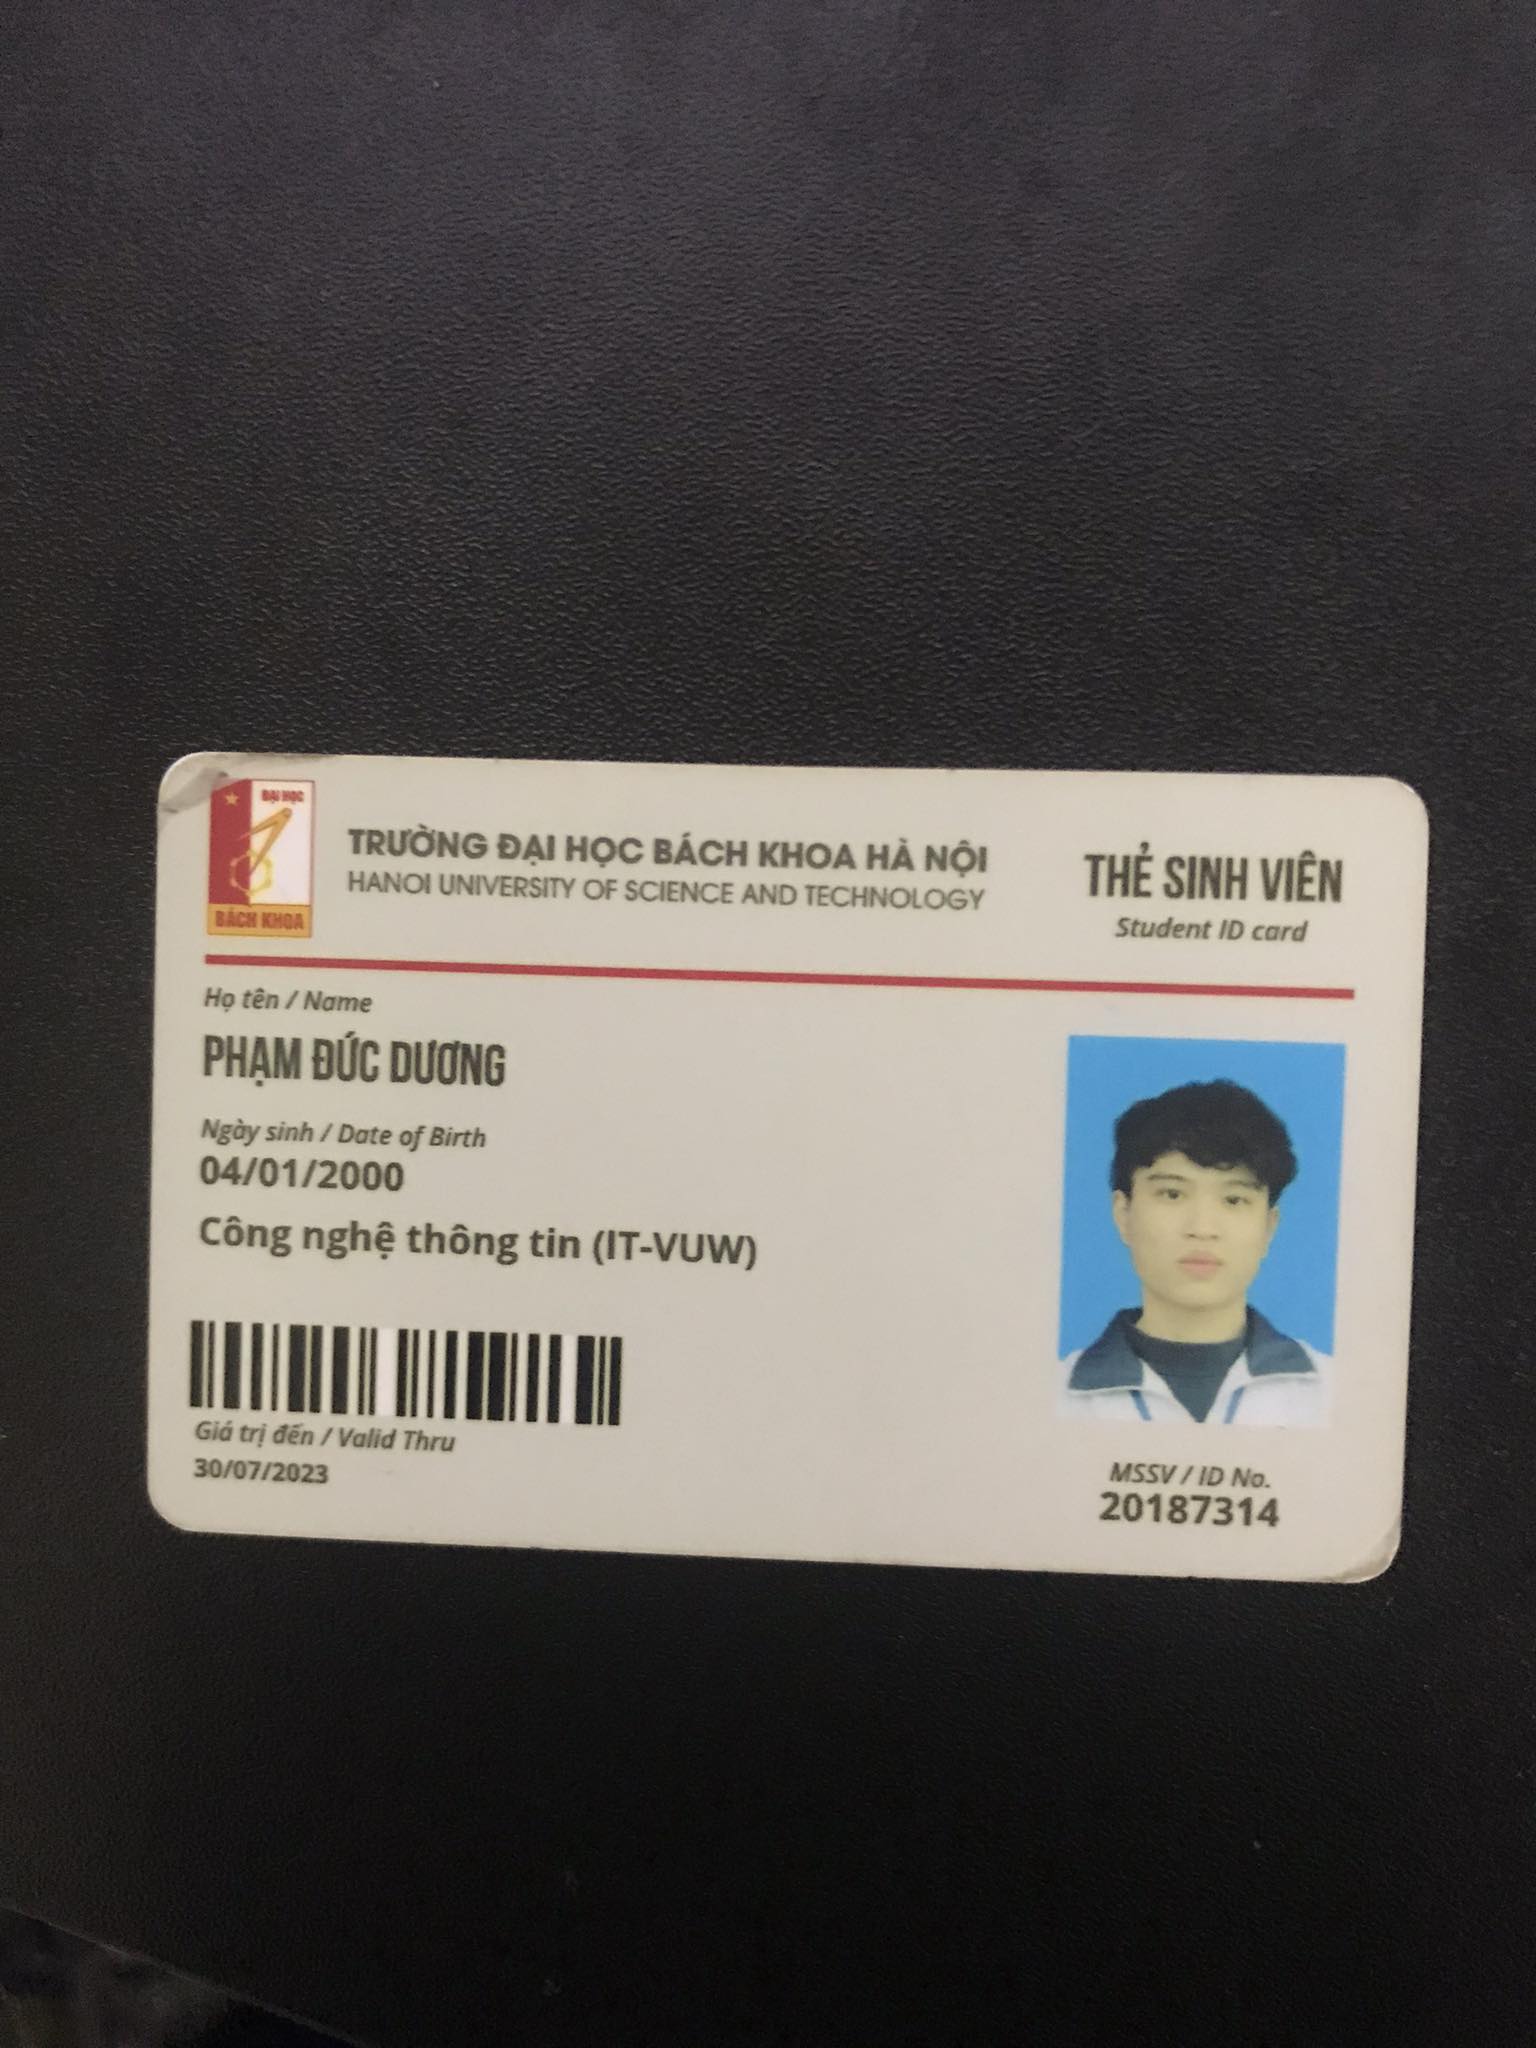 ĐẠI HỌC
BÁCH KHOA
TRƯỜNG ĐẠI HỌC BÁCH KHOA HÀ NỘI
HANOI UNIVERSITY OF SCIENCE AND TECHNOLOGY
THẺ SINH VIÊN
Student ID card
Họ tên / Name
PHẠM ĐỨC DƯƠNG
Ngày sinh / Date of Birth
04/01/2000
Công nghệ thông tin (IT-VUW)
Giá trị đến / Valid Thru
30/07/2023
MSSV / ID No.
20187314